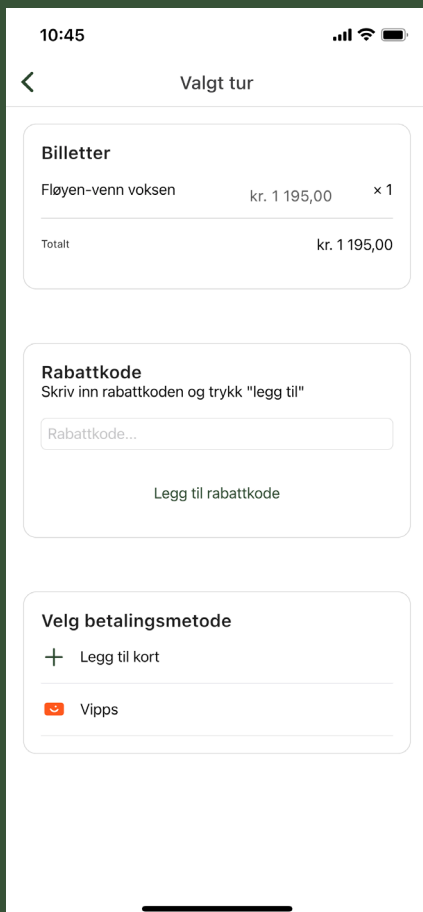 10:45
Valgt tur
Billetter
Fløyen-venn voksen kr. 1 195,00 × 1
Totalt kr. 1 195,00
Rabattkode
Skriv inn rabattkoden og trykk "legg til"
Rabattkode...
Legg til rabattkode
Velg betalingsmetode
Legg til kort
Vipps